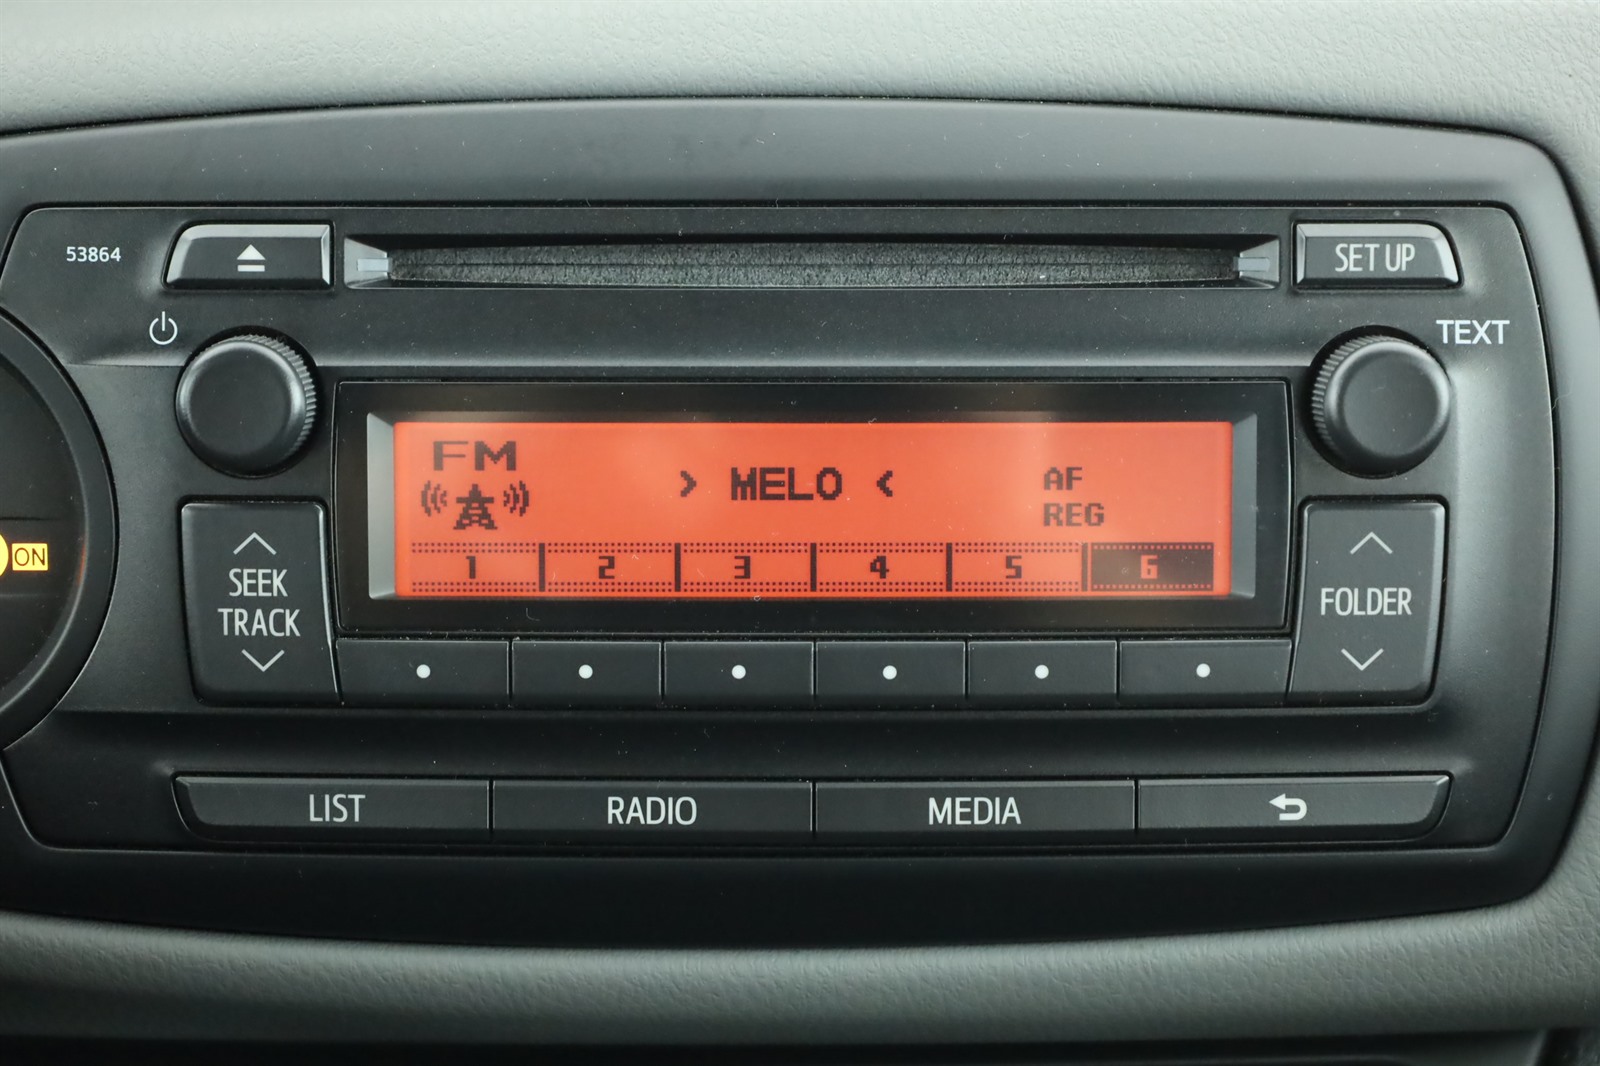 53864
SET UP
TEXT
FM
> MELO <
AF
REG
1 2 3 4 5 6
ON
SEEK
TRACK
FOLDER
LIST RADIO MEDIA